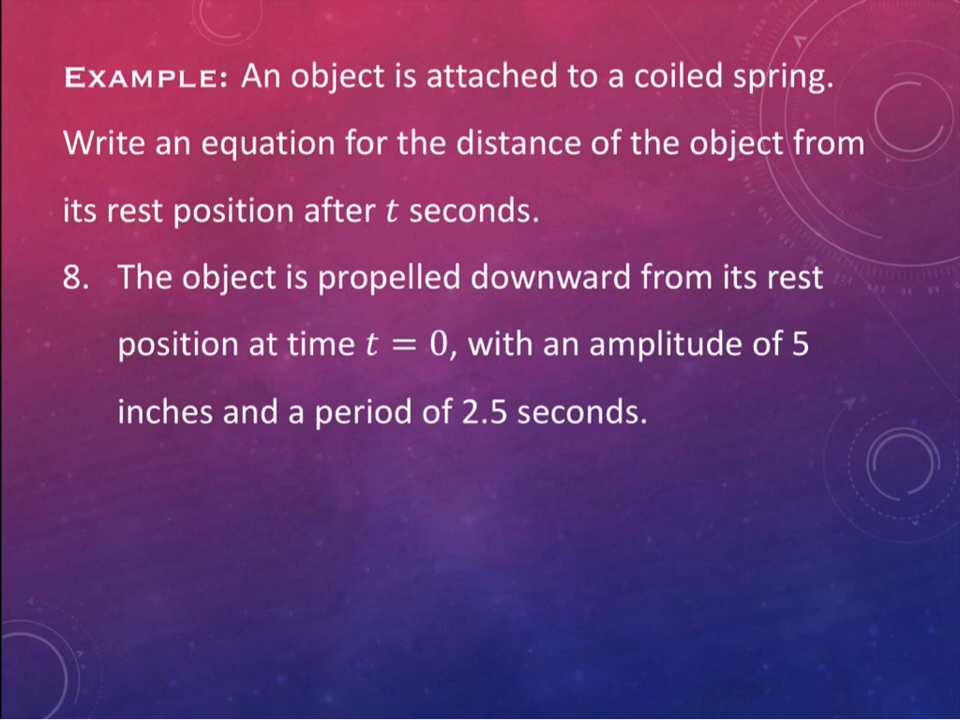 EXAMPLE: An object is attached to a coiled spring.
Write an equation for the distance of the object from
its rest position after t seconds.
8. The object is propelled downward from its rest
position at time t = 0, with an amplitude of 5
inches and a period of 2.5 seconds.